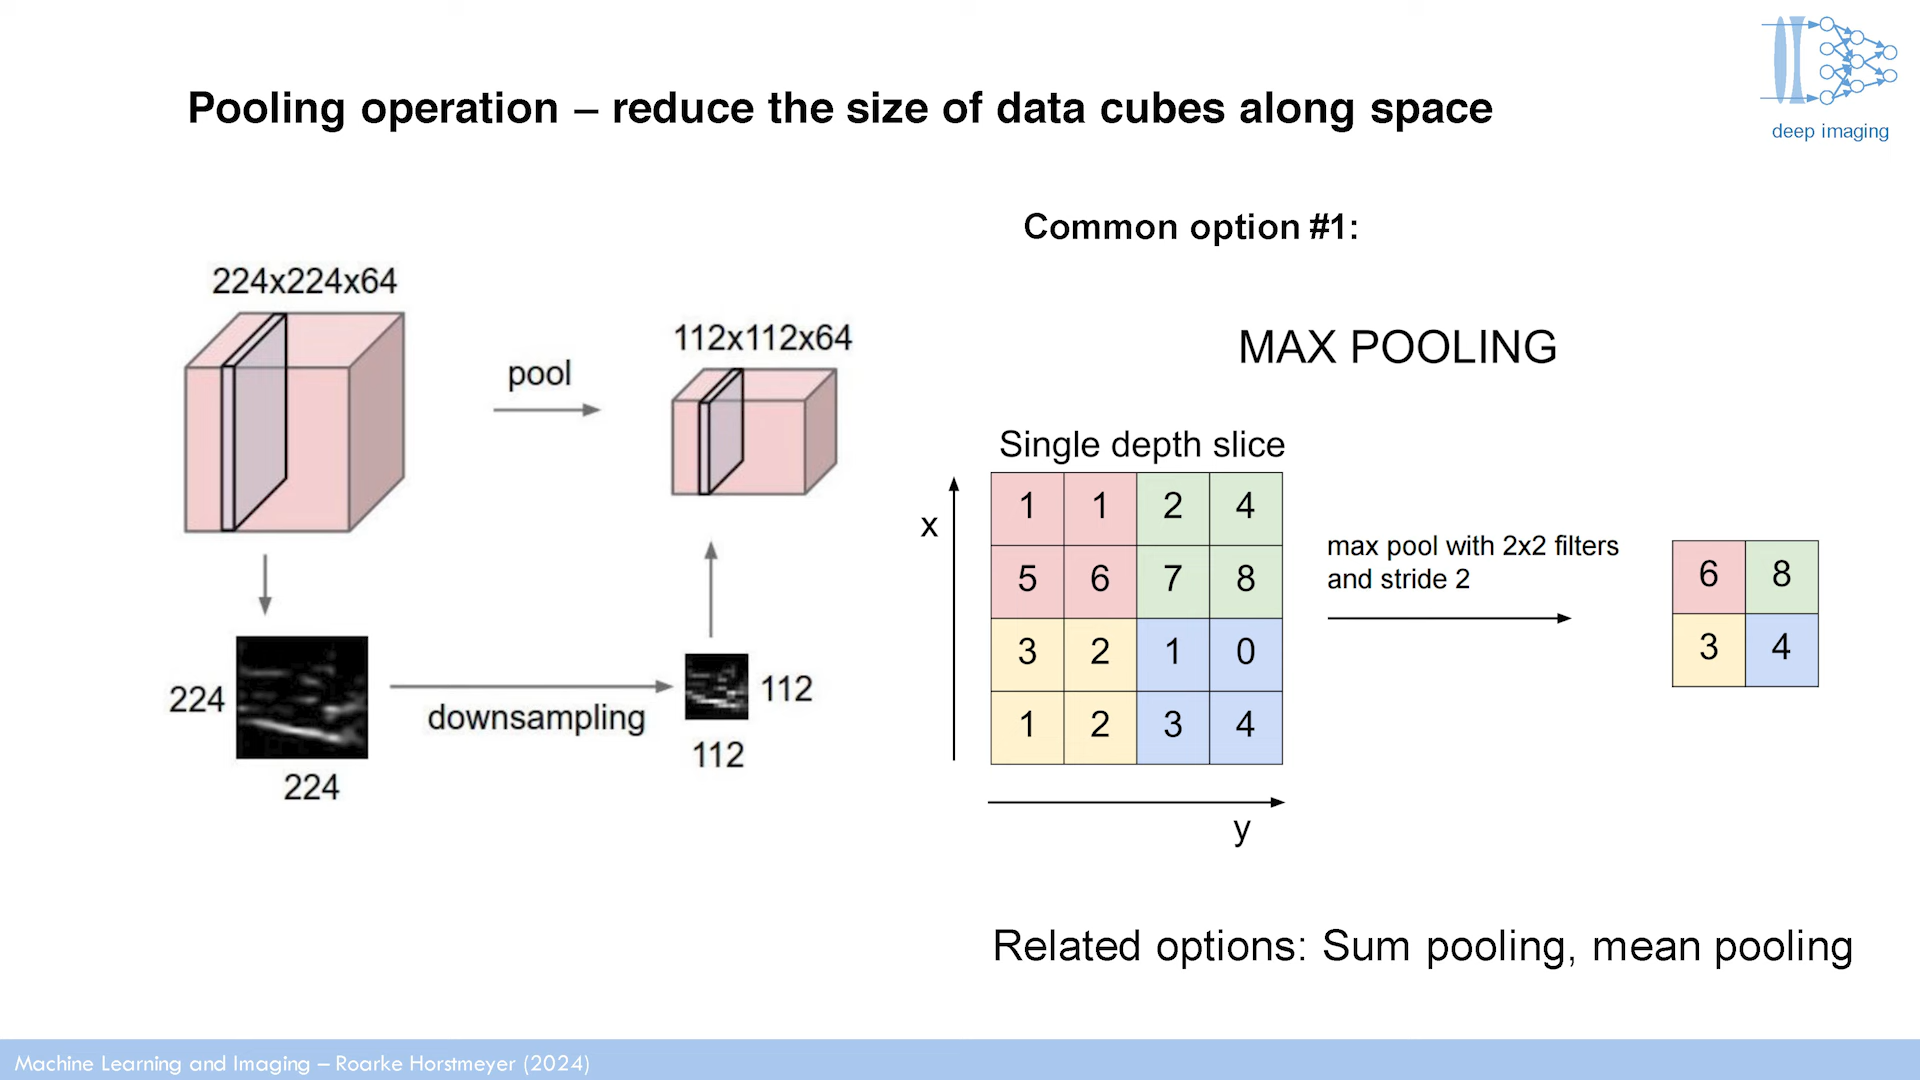 deep imaging
Pooling operation – reduce the size of data cubes along space
Common option #1:
224x224x64
pool
112x112x64
224
224
downsampling
112
112
MAX POOLING
Single depth slice
x
1 1 2 4
5 6 7 8
3 2 1 0
1 2 3 4
y
max pool with 2x2 filters
and stride 2
6 8
3 4
Related options: Sum pooling, mean pooling
Machine Learning and Imaging – Roarke Horstmeyer (2024)